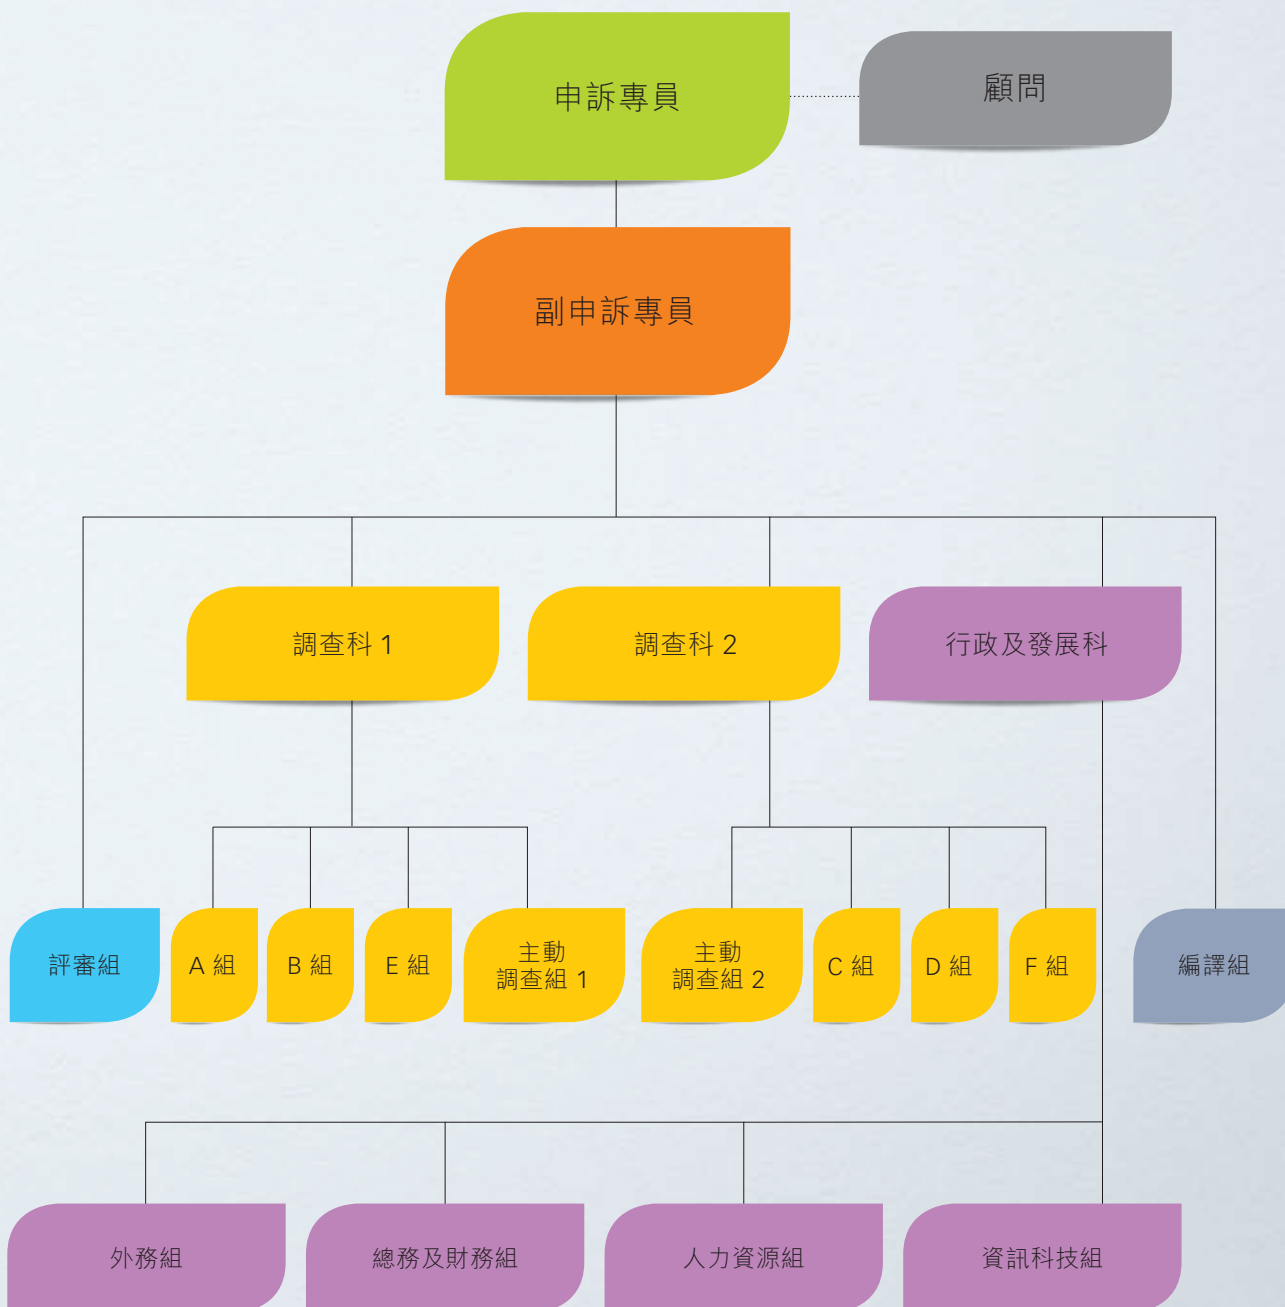 申訴專員
顧問
副申訴專員
調查科 1
調查科 2
行政及發展科
評審組
A 組
B 組
E 組
主動
調查組 1
主動
調查組 2
C 組
D 組
F 組
編譯組
外務組
總務及財務組
人力資源組
資訊科技組